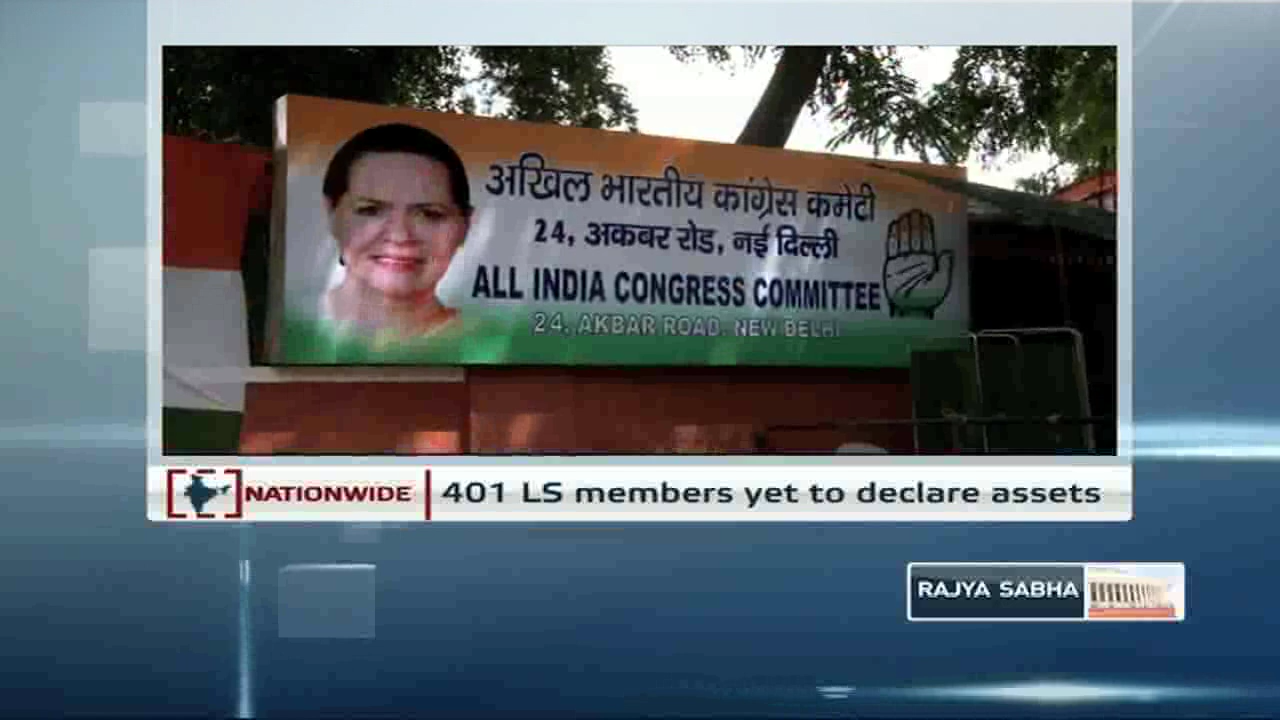 अखिल भारतीय कांग्रेस कमेटी
24, अकबर रोड, नई दिल्ली
ALL INDIA CONGRESS COMMITTEE
24, AKBAR ROAD, NEW DELHI
NATIONWIDE
401 LS members yet to declare assets
RAJYA SABHA